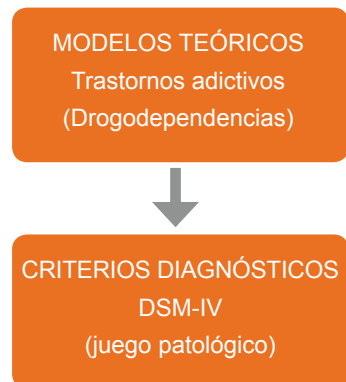 MODELOS TEÓRICOS
Trastornos adictivos
(Drogodependencias)
CRITERIOS DIAGNÓSTICOS
DSM-IV
(juego patológico)